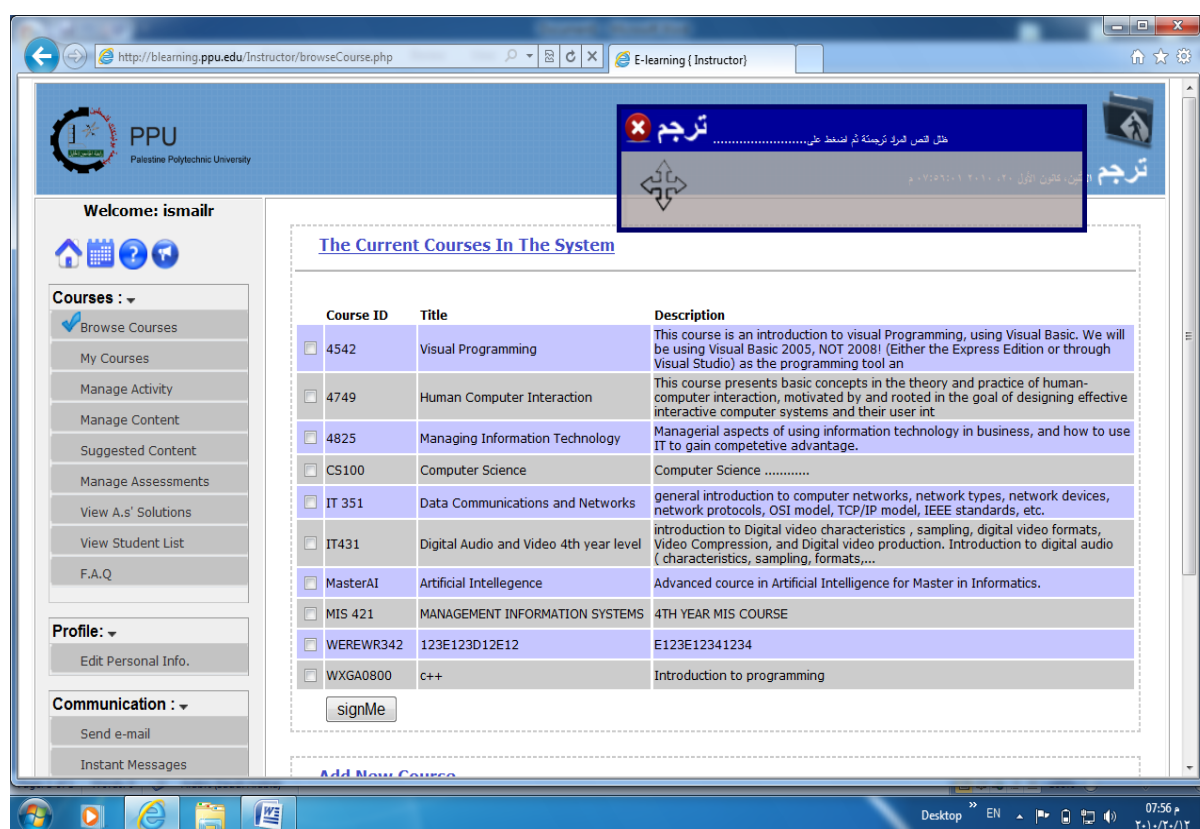 http://blearning.ppu.edu/Instructor/browseCourse.php
E-learning { Instructor}
PPU
Palestine Polytechnic University
ترجم
ظلل النص المراد ترجمتة ثم اضغط على
ترجم
كانون الأول ٢٠، ٢٠١٠
Welcome: ismailr
Courses :
Browse Courses
My Courses
Manage Activity
Manage Content
Suggested Content
Manage Assessments
View A.s' Solutions
View Student List
F.A.Q
Profile:
Edit Personal Info.
Communication :
Send e-mail
Instant Messages
The Current Courses In The System
Course ID Title Description
4542 Visual Programming This course is an introduction to visual Programming, using Visual Basic. We will
be using Visual Basic 2005, NOT 2008! (Either the Express Edition or through
Visual Studio) as the programming tool an
4749 Human Computer Interaction This course presents basic concepts in the theory and practice of human-
computer interaction, motivated by and rooted in the goal of designing effective
interactive computer systems and their user int
4825 Managing Information Technology Managerial aspects of using information technology in business, and how to use
IT to gain competetive advantage.
CS100 Computer Science Computer Science ............
IT 351 Data Communications and Networks general introduction to computer networks, network types, network devices,
network protocols, OSI model, TCP/IP model, IEEE standards, etc.
IT431 Digital Audio and Video 4th year level introduction to Digital video characteristics , sampling, digital video formats,
Video Compression, and Digital video production. Introduction to digital audio
( characteristics, sampling, formats,...
MasterAI Artificial Intellegence Advanced cource in Artificial Intelligence for Master in Informatics.
MIS 421 MANAGEMENT INFORMATION SYSTEMS 4TH YEAR MIS COURSE
WEREWR342 123E123D12E12 E123E12341234
WXGA0800 c++ Introduction to programming
signMe
Add New Course
Desktop EN
07:56 م
٢٠١٠/٢٠/١٢